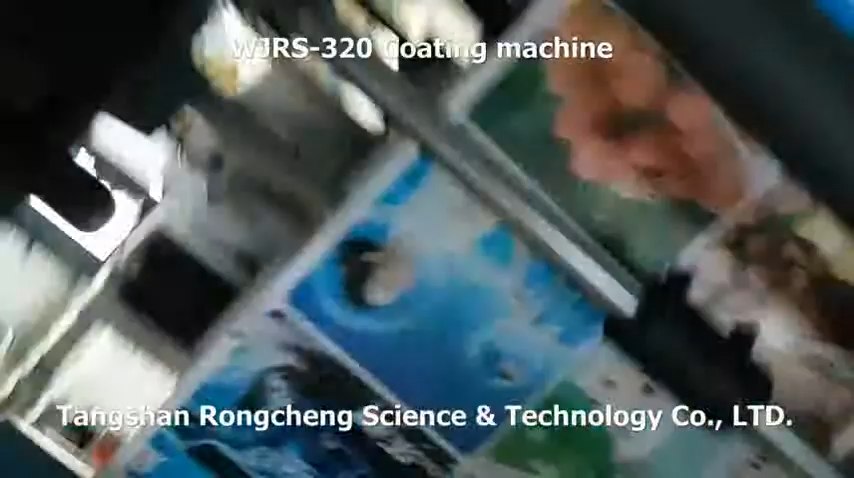 WJRS-320 Coating machine
Tangshan Rongcheng Science & Technology Co., LTD.